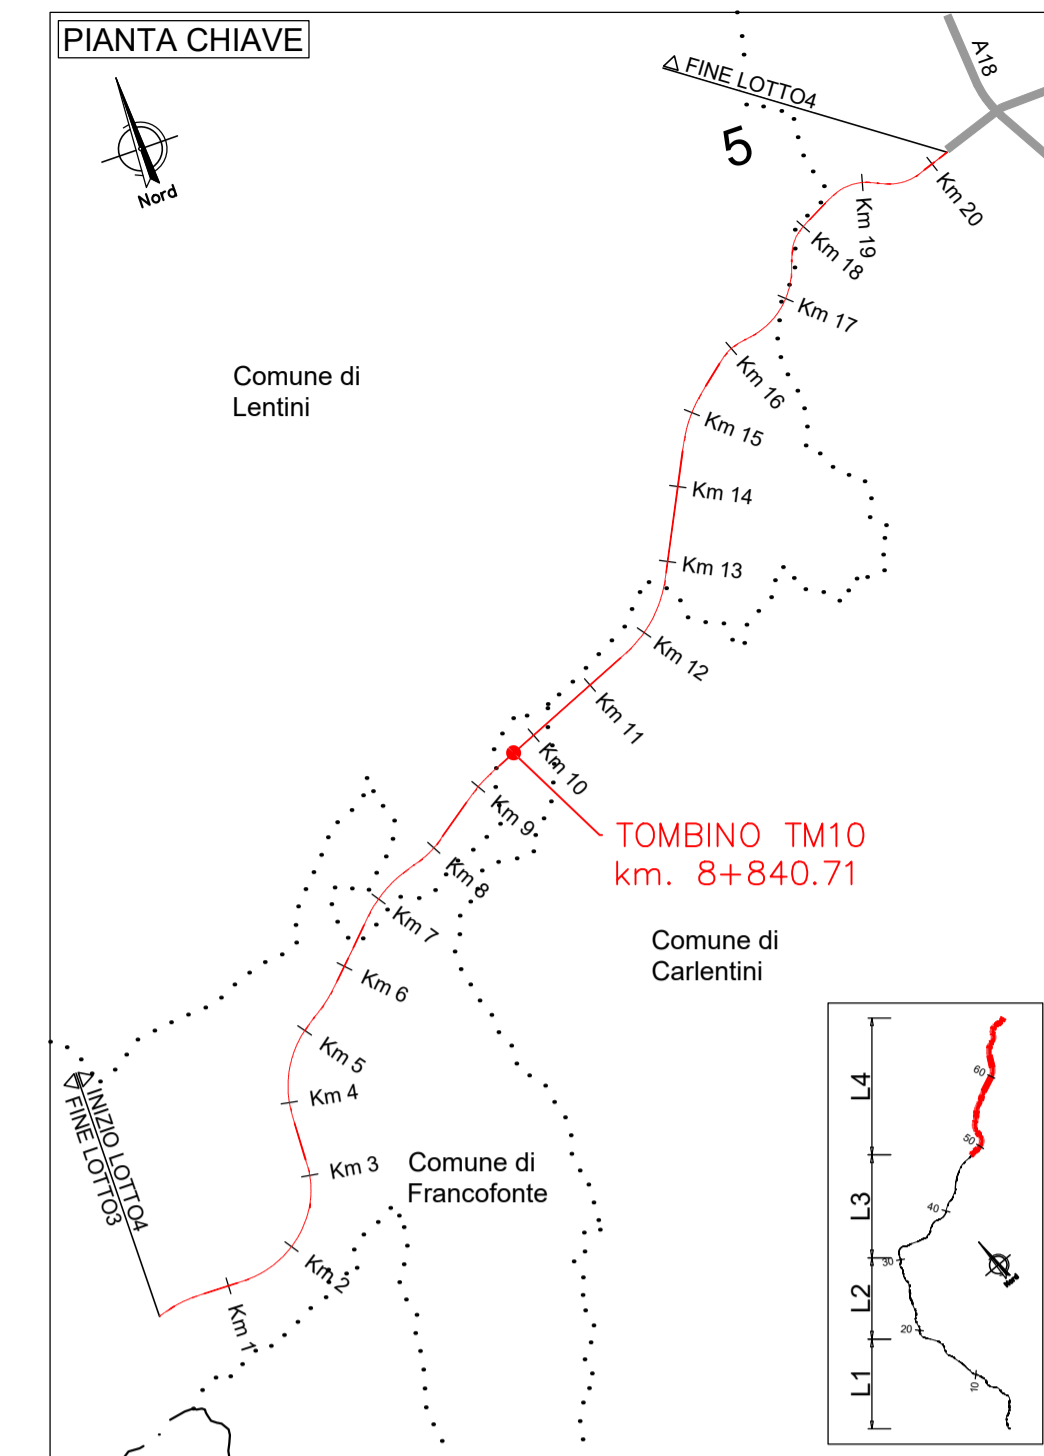 PIANTA CHIAVE
Nord
FINE LOTTO4
A18
5
Km 20
Km 19
Km 18
Km 17
Km 16
Km 15
Km 14
Km 13
Km 12
Km 11
Km 10
Km 9
Km 8
Km 7
Km 6
Km 5
Km 4
Km 3
Km 2
Km 1
Comune di
Lentini
TOMBINO TM10
km. 8+840.71
Comune di
Carlentini
Comune di
Francofonte
INIZIO LOTTO4
FINE LOTTO3
L4
L3
L2
L1
60
50
40
30
20
10
Nord